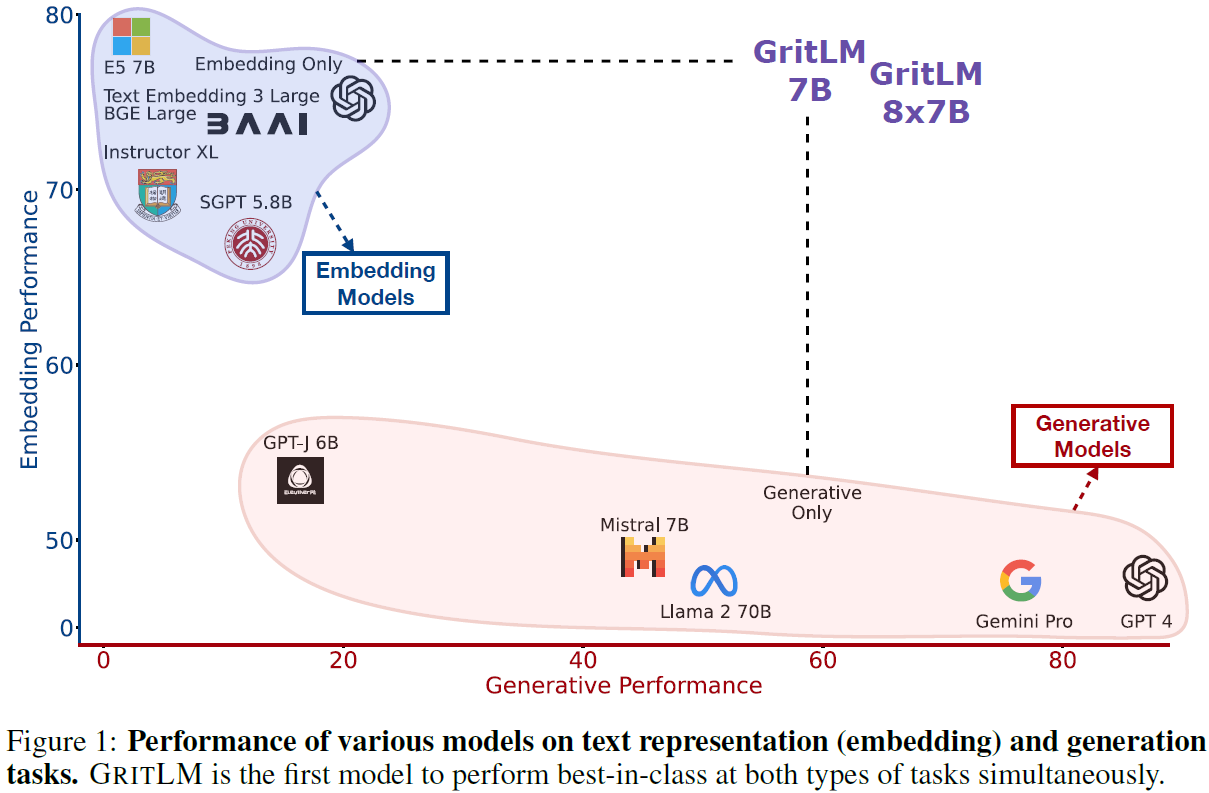 80
70
60
50
0
Embedding Performance
E5 7B
Embedding Only
Text Embedding 3 Large
BGE Large
BAAI
Instructor XL
SGPT 5.8B
PEKING UNIVERSITY
1898
Embedding
Models
GritLM
7B
GritLM
8x7B
GPT-J 6B
EleutherAI
Generative
Only
Generative
Models
Mistral 7B
Llama 2 70B
Gemini Pro
GPT 4
0
20
40
60
80
Generative Performance
Figure 1: Performance of various models on text representation (embedding) and generation
tasks. GRITLM is the first model to perform best-in-class at both types of tasks simultaneously.